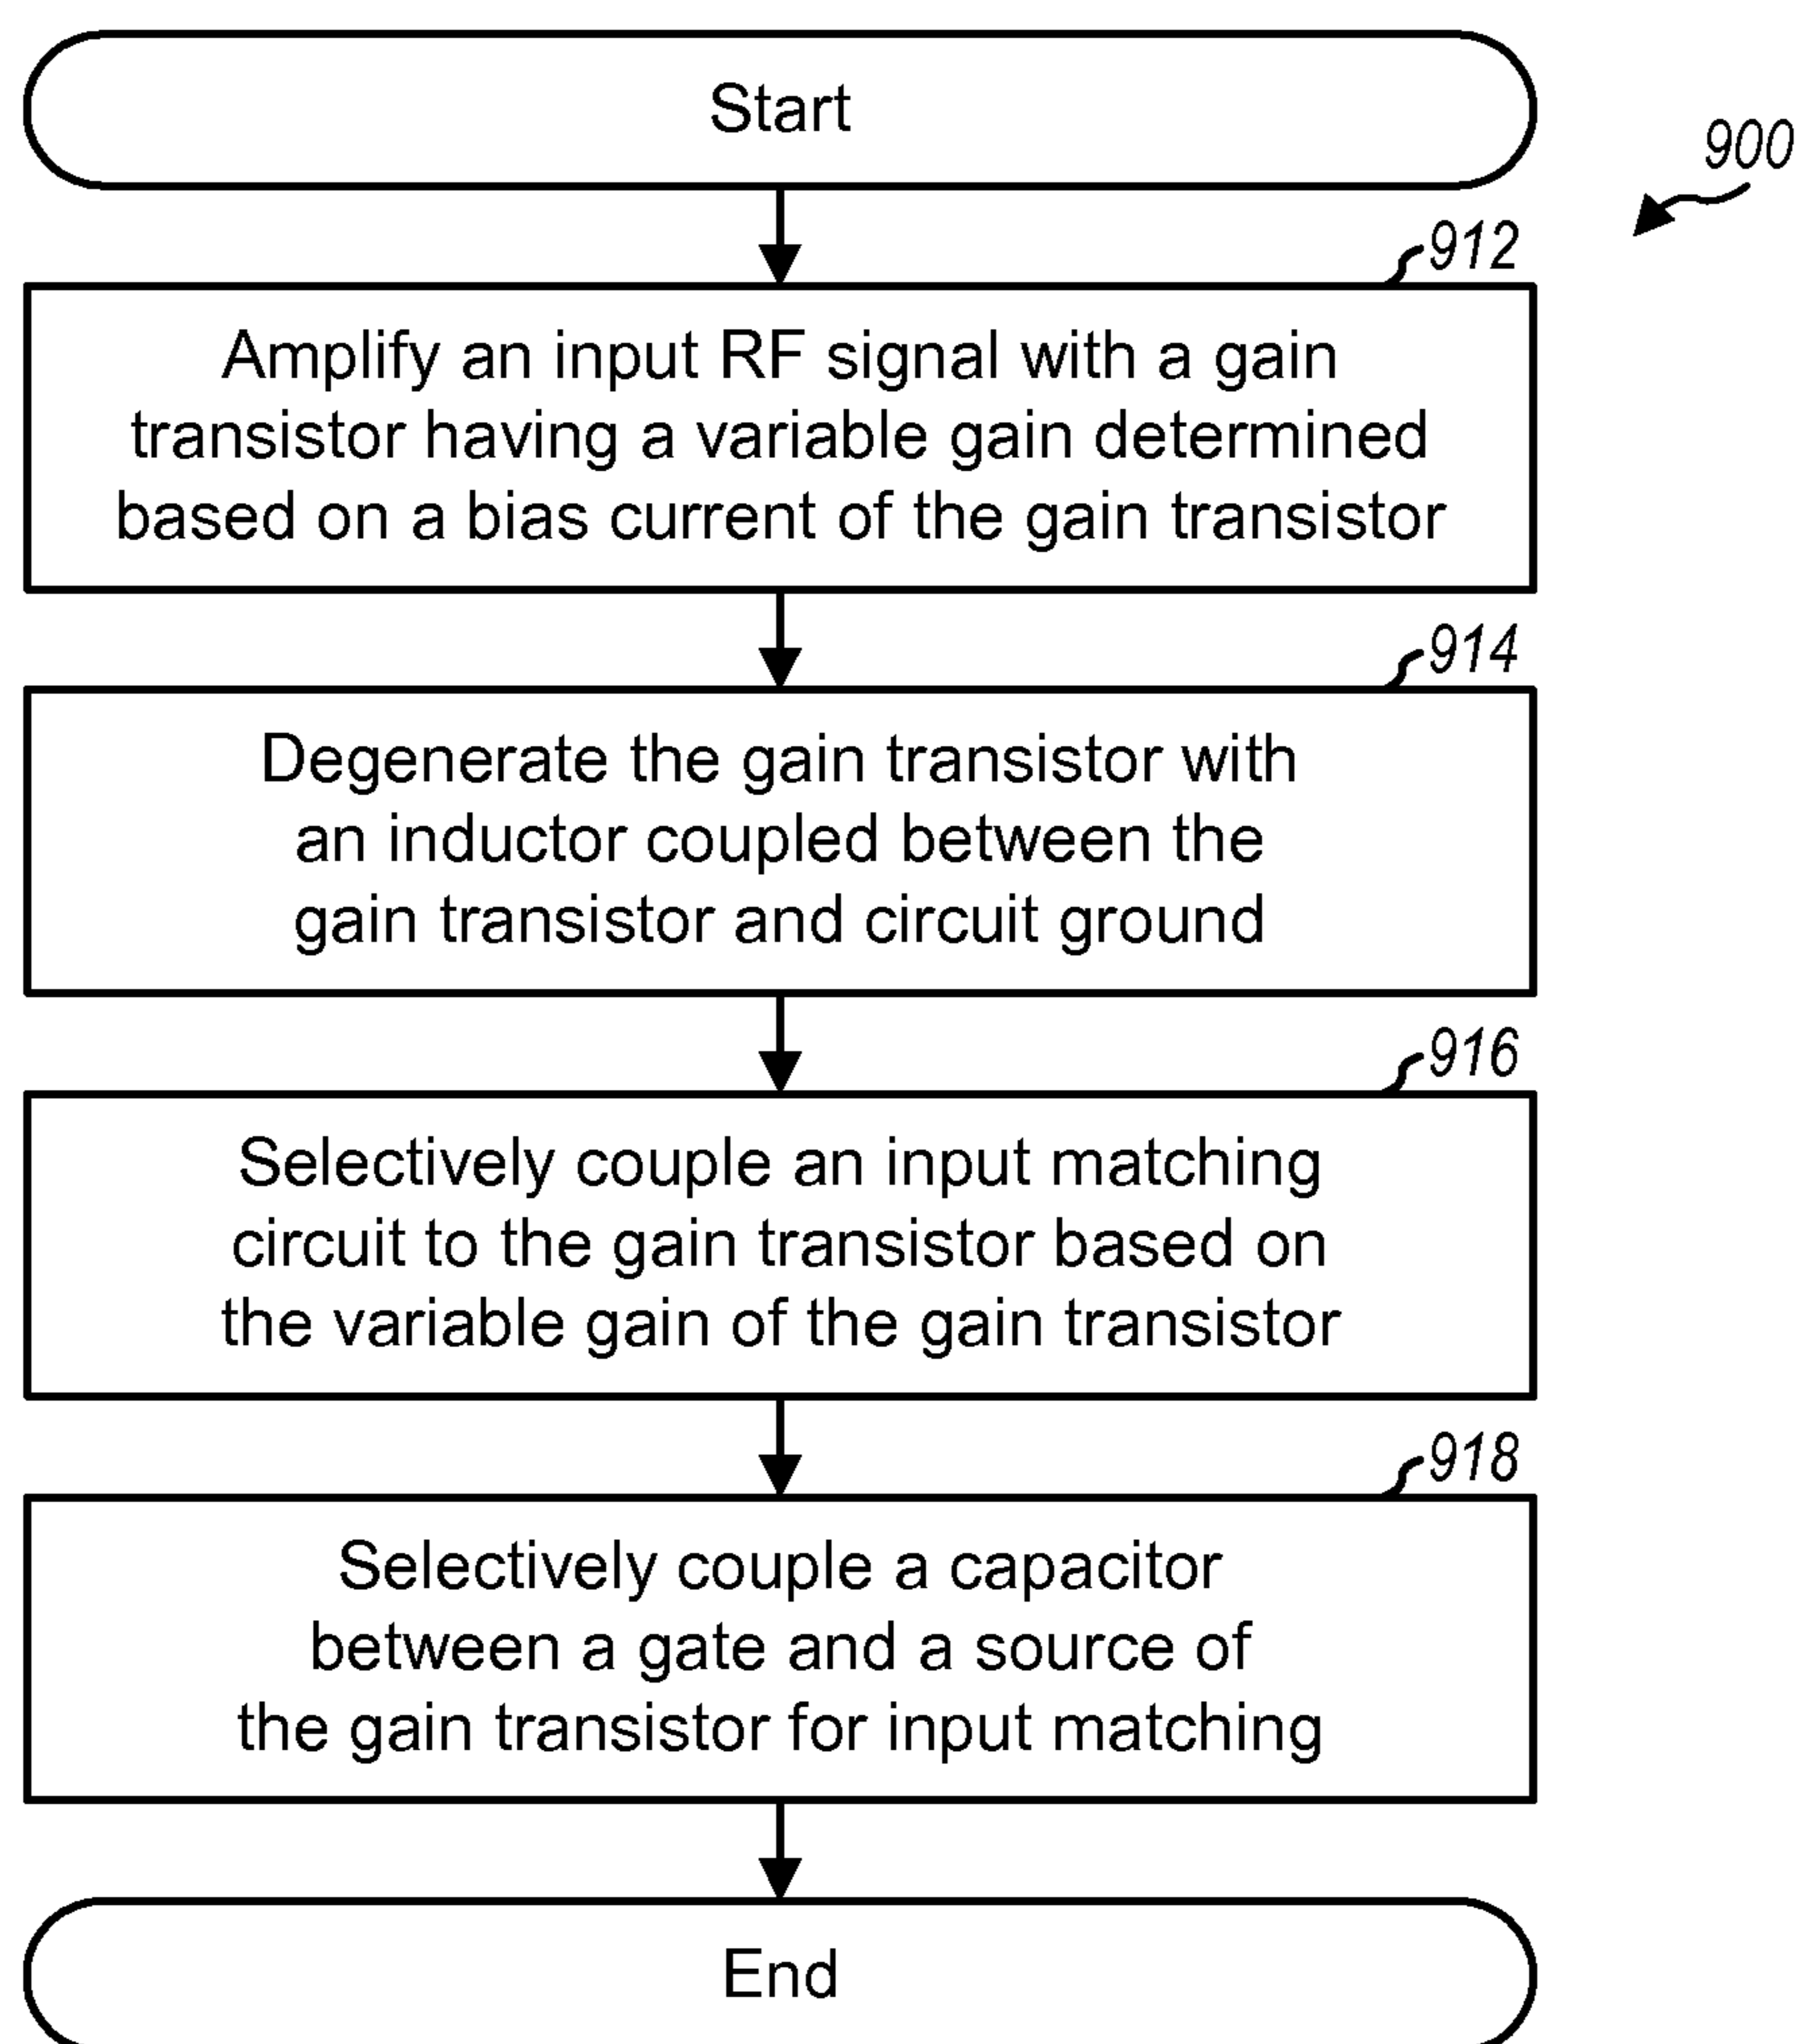 Start
900
912
Amplify an input RF signal with a gain
transistor having a variable gain determined
based on a bias current of the gain transistor
914
Degenerate the gain transistor with
an inductor coupled between the
gain transistor and circuit ground
916
Selectively couple an input matching
circuit to the gain transistor based on
the variable gain of the gain transistor
918
Selectively couple a capacitor
between a gate and a source of
the gain transistor for input matching
End